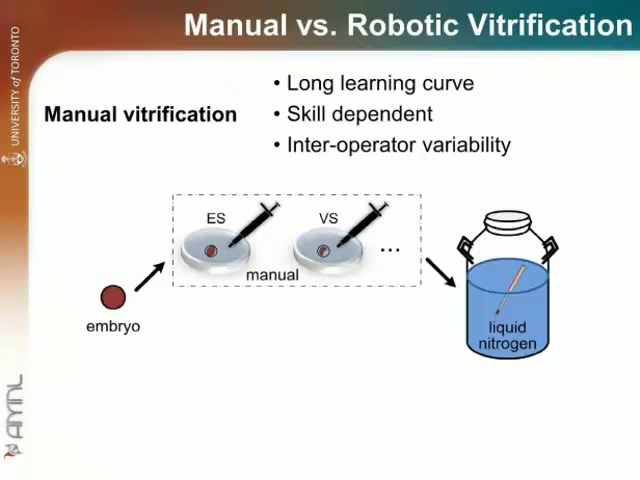 Manual vs. Robotic Vitrification
UNIVERSITY of TORONTO
Manual vitrification
• Long learning curve
• Skill dependent
• Inter-operator variability
ES
VS
...
manual
embryo
liquid
nitrogen
AMNL